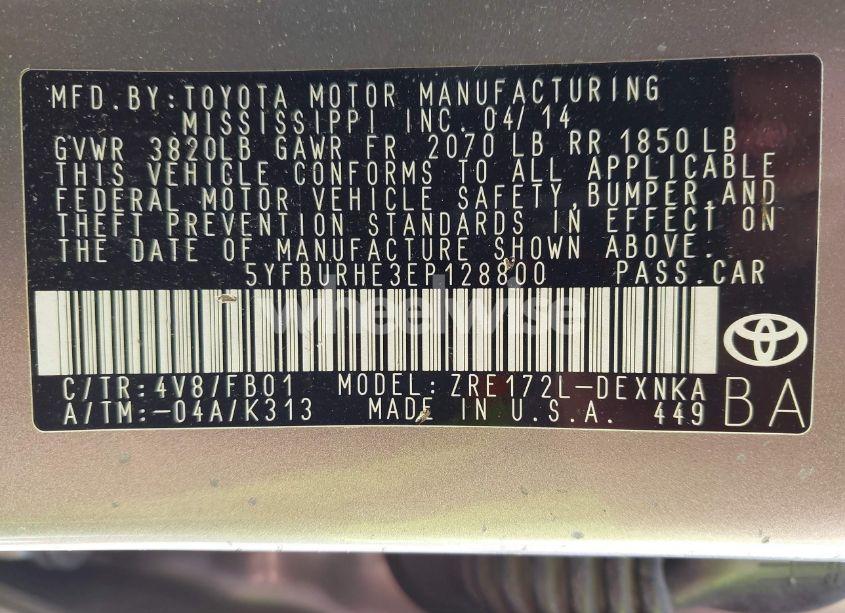 MFD.BY:TOYOTA MOTOR MANUFACTURING
MISSISSIPPI INC. 04/14
GVWR 3820LB GAWR FR 2070 LB RR 1850 LB
THIS VEHICLE CONFORMS TO ALL APPLICABLE
FEDERAL MOTOR VEHICLE SAFETY,BUMPER,AND
THEFT PREVENTION STANDARDS IN EFFECT ON
THE DATE OF MANUFACTURE SHOWN ABOVE.
5YFBURHE3EP128800 PASS.CAR
wheelwise
C/TR:4V8/FB01 MODEL: ZRE172L-DEXNKA
A/TM:-04A/K313 MADE IN U.S.A. 449
BA